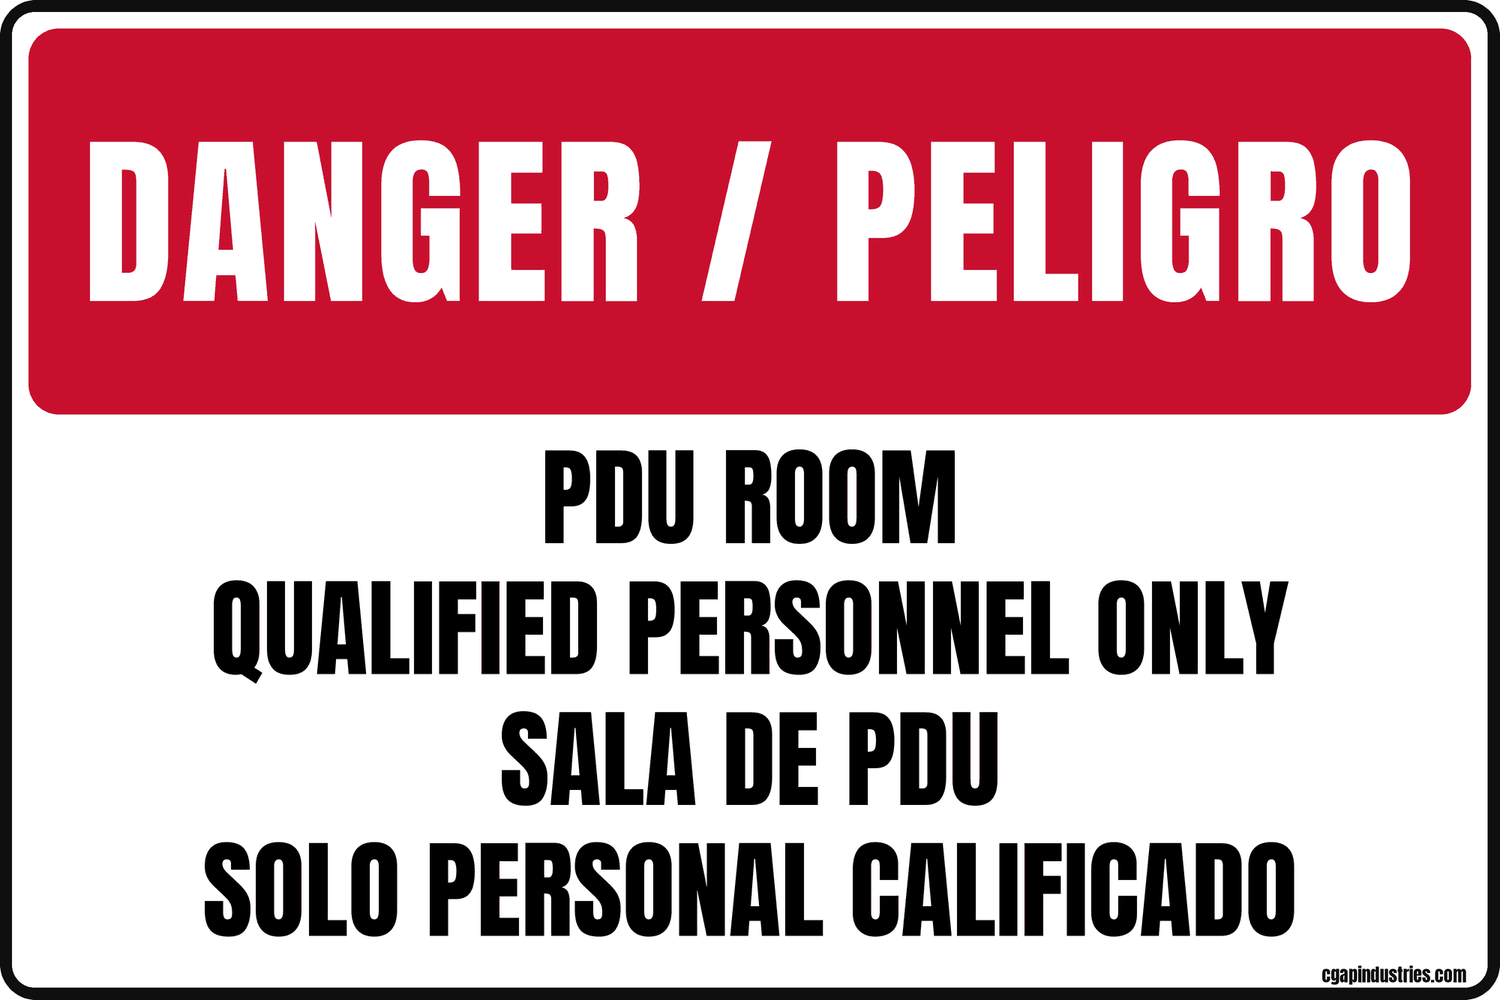 DANGER / PELIGRO
PDU ROOM
QUALIFIED PERSONNEL ONLY
SALA DE PDU
SOLO PERSONAL CALIFICADO
cgapindustries.com